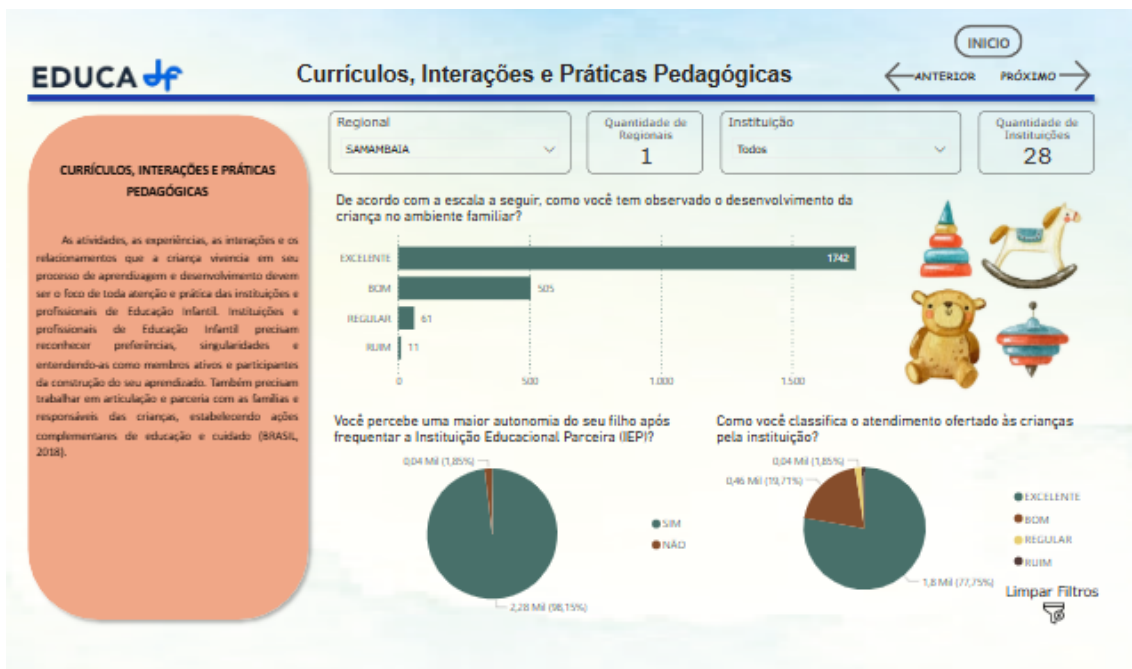 INICIO
EDUCA df
Currículos, Interações e Práticas Pedagógicas
ANTERIOR
PRÓXIMO
CURRÍCULOS, INTERAÇÕES E PRÁTICAS
PEDAGÓGICAS
As atividades, as experiências, as interações e os
relacionamentos que a criança vivencia em seu
processo de aprendizagem e desenvolvimento devem
ser o foco de toda atenção e prática das instituições e
profissionais de Educação Infantil. Instituições e
profissionais de Educação Infantil precisam
reconhecer preferências, singularidades e
entendendo-as como membros ativos e participantes
da construção do seu aprendizado. Também precisam
trabalhar em articulação e parceria com as famílias e
responsáveis das crianças, estabelecendo ações
complementares de educação e cuidado (BRASIL,
2018).
Regional
SAMAMBAIA
Quantidade de
Regionais
1
Instituição
Todos
Quantidade de
Instituições
28
De acordo com a escala a seguir, como você tem observado o desenvolvimento da
criança no ambiente familiar?
EXCELENTE 1742
BOM 505
REGULAR 61
RUIM 11
0 500 1.000 1.500
Você percebe uma maior autonomia do seu filho após
frequentar a Instituição Educacional Parceira (IEP)?
0,04 Mil (1,85%)
SIM
NÃO
2,28 Mil (98,15%)
Como você classifica o atendimento ofertado às crianças
pela instituição?
0,04 Mil (1,85%)
0,46 Mil (19,71%)
EXCELENTE
BOM
REGULAR
RUIM
1,8 Mil (77,75%)
Limpar Filtros